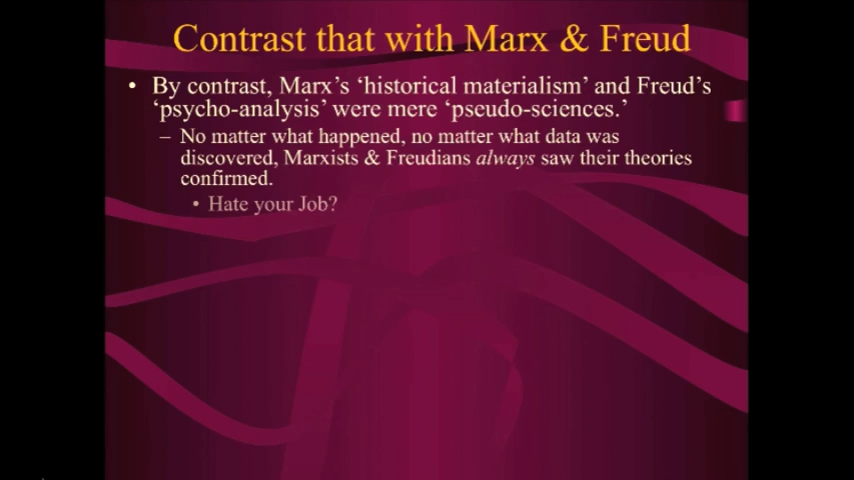 Contrast that with Marx & Freud
• By contrast, Marx's 'historical materialism' and Freud's
'psycho-analysis' were mere 'pseudo-sciences.'
– No matter what happened, no matter what data was
discovered, Marxists & Freudians always saw their theories
confirmed.
• Hate your Job?